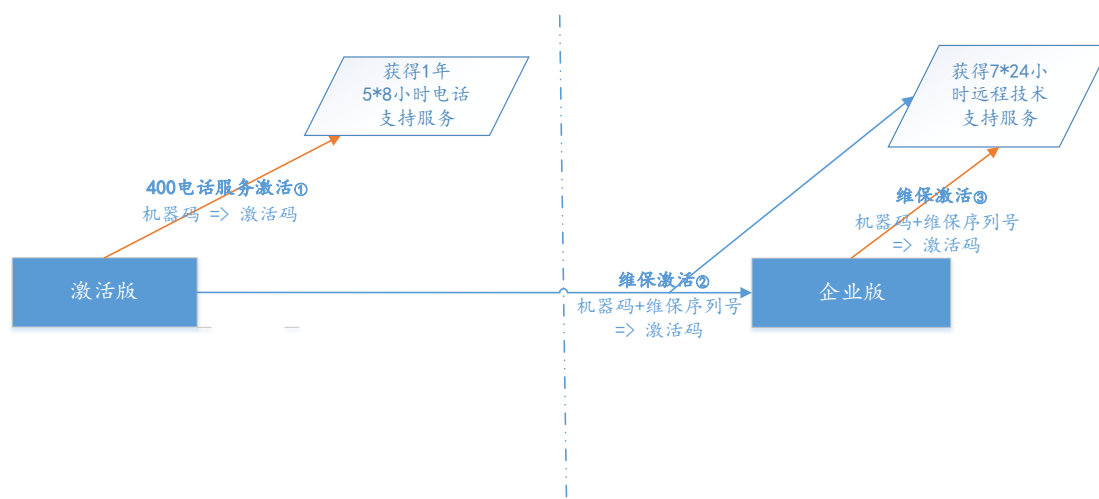 获得1年
5*8小时电话
支持服务
400电话服务激活①
机器码 => 激活码
激活版
获得7*24小
时远程技术
支持服务
维保激活③
机器码+维保序列号
=> 激活码
维保激活②
机器码+维保序列号
=> 激活码
企业版